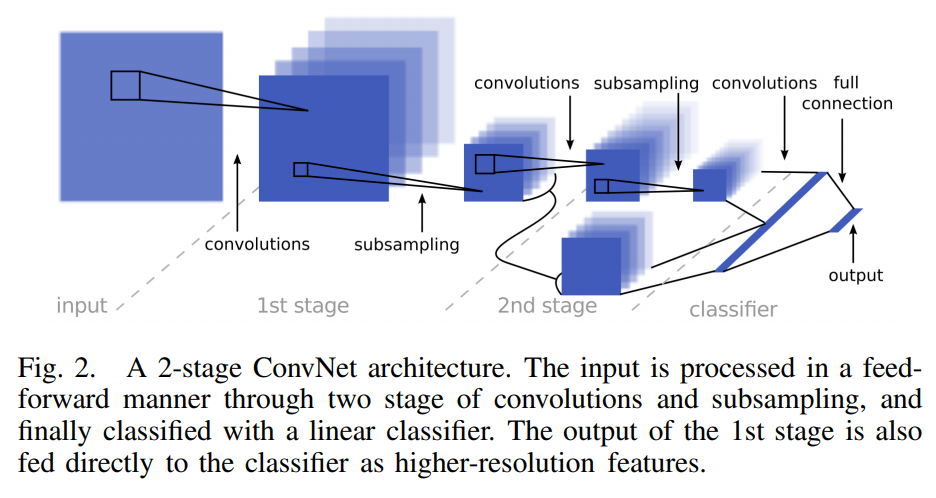 convolutions subsampling convolutions full
connection
convolutions subsampling
output
input 1st stage 2nd stage classifier
Fig. 2. A 2-stage ConvNet architecture. The input is processed in a feed-
forward manner through two stage of convolutions and subsampling, and
finally classified with a linear classifier. The output of the 1st stage is also
fed directly to the classifier as higher-resolution features.